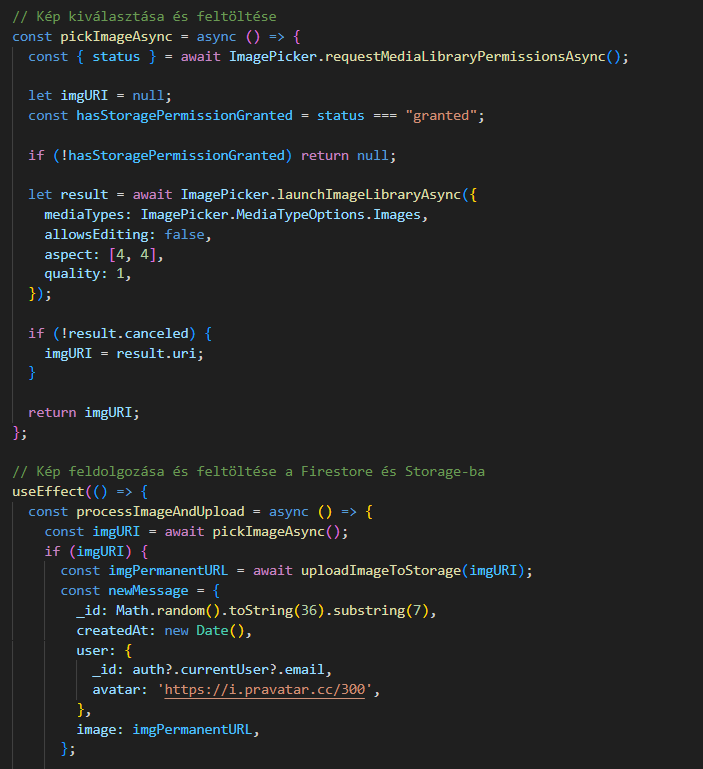 // Kép kiválasztása és feltöltése
const pickImageAsync = async () => {
const { status } = await ImagePicker.requestMediaLibraryPermissionsAsync();
let imgURI = null;
const hasStoragePermissionGranted = status === "granted";
if (!hasStoragePermissionGranted) return null;
let result = await ImagePicker.launchImageLibraryAsync({
mediaTypes: ImagePicker.MediaTypeOptions.Images,
allowsEditing: false,
aspect: [4, 4],
quality: 1,
});
if (!result.canceled) {
imgURI = result.uri;
}
return imgURI;
};
// Kép feldolgozása és feltöltése a Firestore és Storage-ba
useEffect(() => {
const processImageAndUpload = async () => {
const imgURI = await pickImageAsync();
if (imgURI) {
const imgPermanentURL = await uploadImageToStorage(imgURI);
const newMessage = {
_id: Math.random().toString(36).substring(7),
createdAt: new Date(),
user: {
_id: auth?.currentUser?.email,
avatar: 'https://i.pravatar.cc/300',
},
image: imgPermanentURL,
};